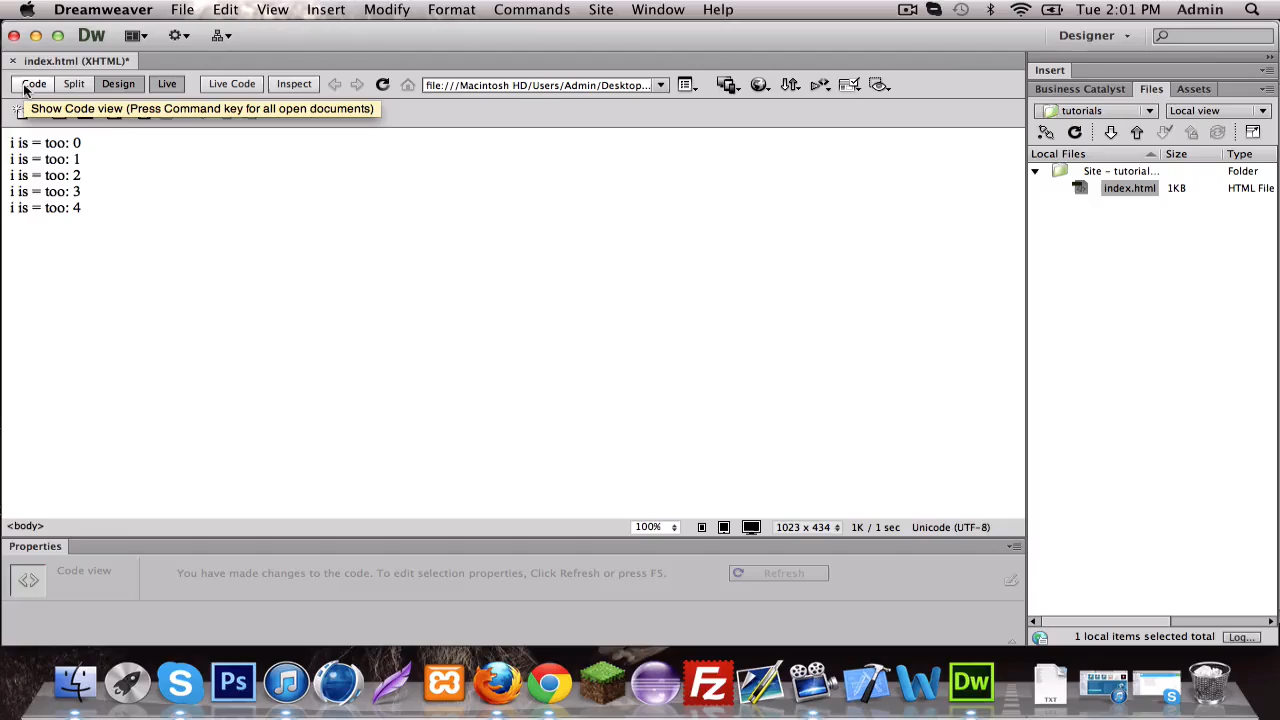 Dreamweaver File Edit View Insert Modify Format Commands Site Window Help Tue 2:01 PM Admin
Dw Designer
index.html (XHTML)*
Code Split Design Live Live Code Inspect file:///Macintosh HD/Users/Admin/Desktop...
Show Code view (Press Command key for all open documents)
i is = too: 0
i is = too: 1
i is = too: 2
i is = too: 3
i is = too: 4
<body> 100% 1023 x 434 1K / 1 sec Unicode (UTF-8)
Properties
Code view You have made changes to the code. To edit selection properties, Click Refresh or press F5. Refresh
Insert
Business Catalyst Files Assets
tutorials Local view
Local Files Size Type
Site - tutorial... Folder
index.html 1KB HTML File
1 local items selected total Log...
Ps Fz W Dw TXT